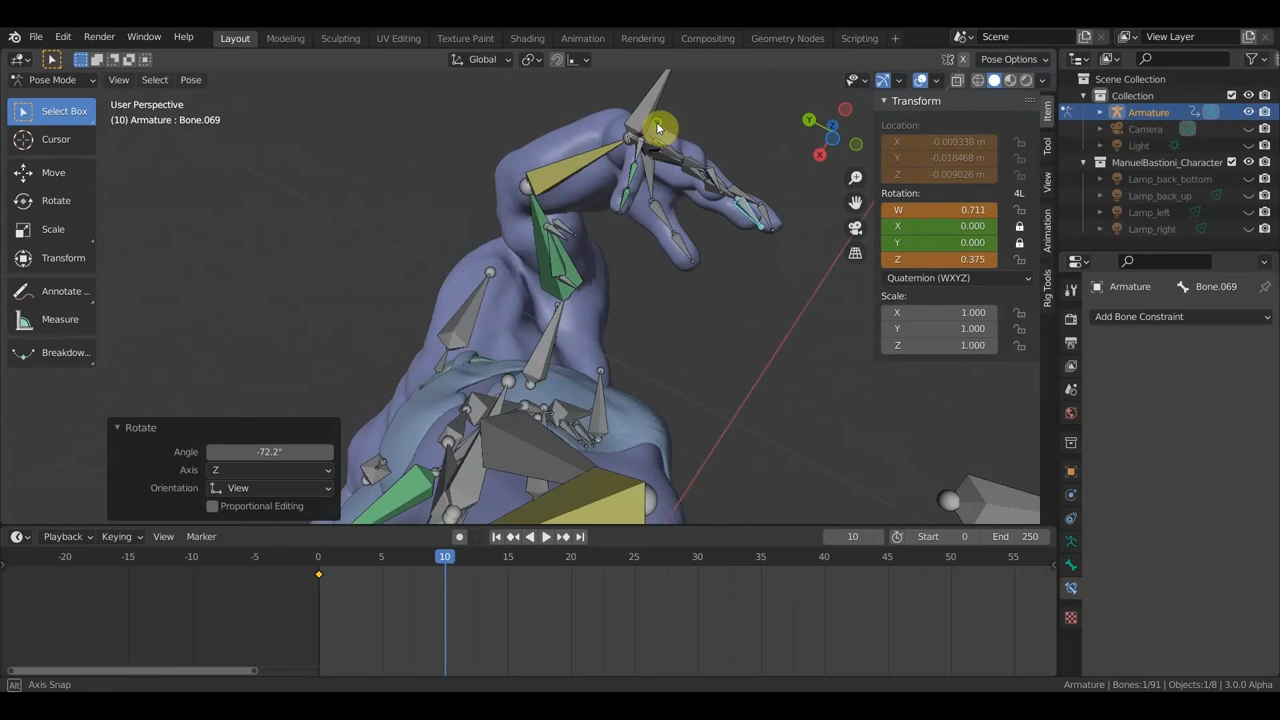 File Edit Render Window Help Layout Modeling Sculpting UV Editing Texture Paint Shading Animation Rendering Compositing Geometry Nodes Scripting Scene View Layer
Global X Pose Options
Pose Mode View Select Pose
Select Box
Cursor
Move
Rotate
Scale
Transform
Annotate ...
Measure
Breakdow...
User Perspective
(10) Armature : Bone.069
Y
Z
X
Transform
Location:
X -0.009338 m
Y -0.018468 m
Z -0.009026 m
Rotation: 4L
W 0.711
X 0.000
Y 0.000
Z 0.375
Quaternion (WXYZ)
Scale:
X 1.000
Y 1.000
Z 1.000
Item
Tool
View
Animation
Rig Tools
Scene Collection
Collection
Armature
Camera
Light
ManuelBastioni_Character
Lamp_back_bottom
Lamp_back_up
Lamp_left
Lamp_right
Armature Bone.069
Add Bone Constraint
Rotate
Angle -72.2°
Axis Z
Orientation View
Proportional Editing
Playback Keying View Marker 10 Start 0 End 250
-20 -15 -10 -5 0 5 10 15 20 25 30 35 40 45 50 55
Alt Axis Snap
Armature | Bones:1/91 | Objects:1/8 | 3.0.0 Alpha